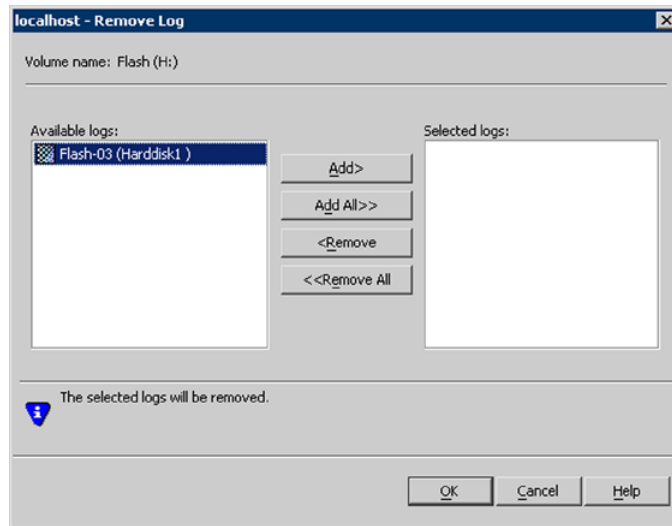 localhost - Remove Log
Volume name: Flash (H:)
Available logs:
Selected logs:
Flash-03 (Harddisk1 )
Add>
Add All>>
<Remove
<<Remove All
The selected logs will be removed.
OK
Cancel
Help